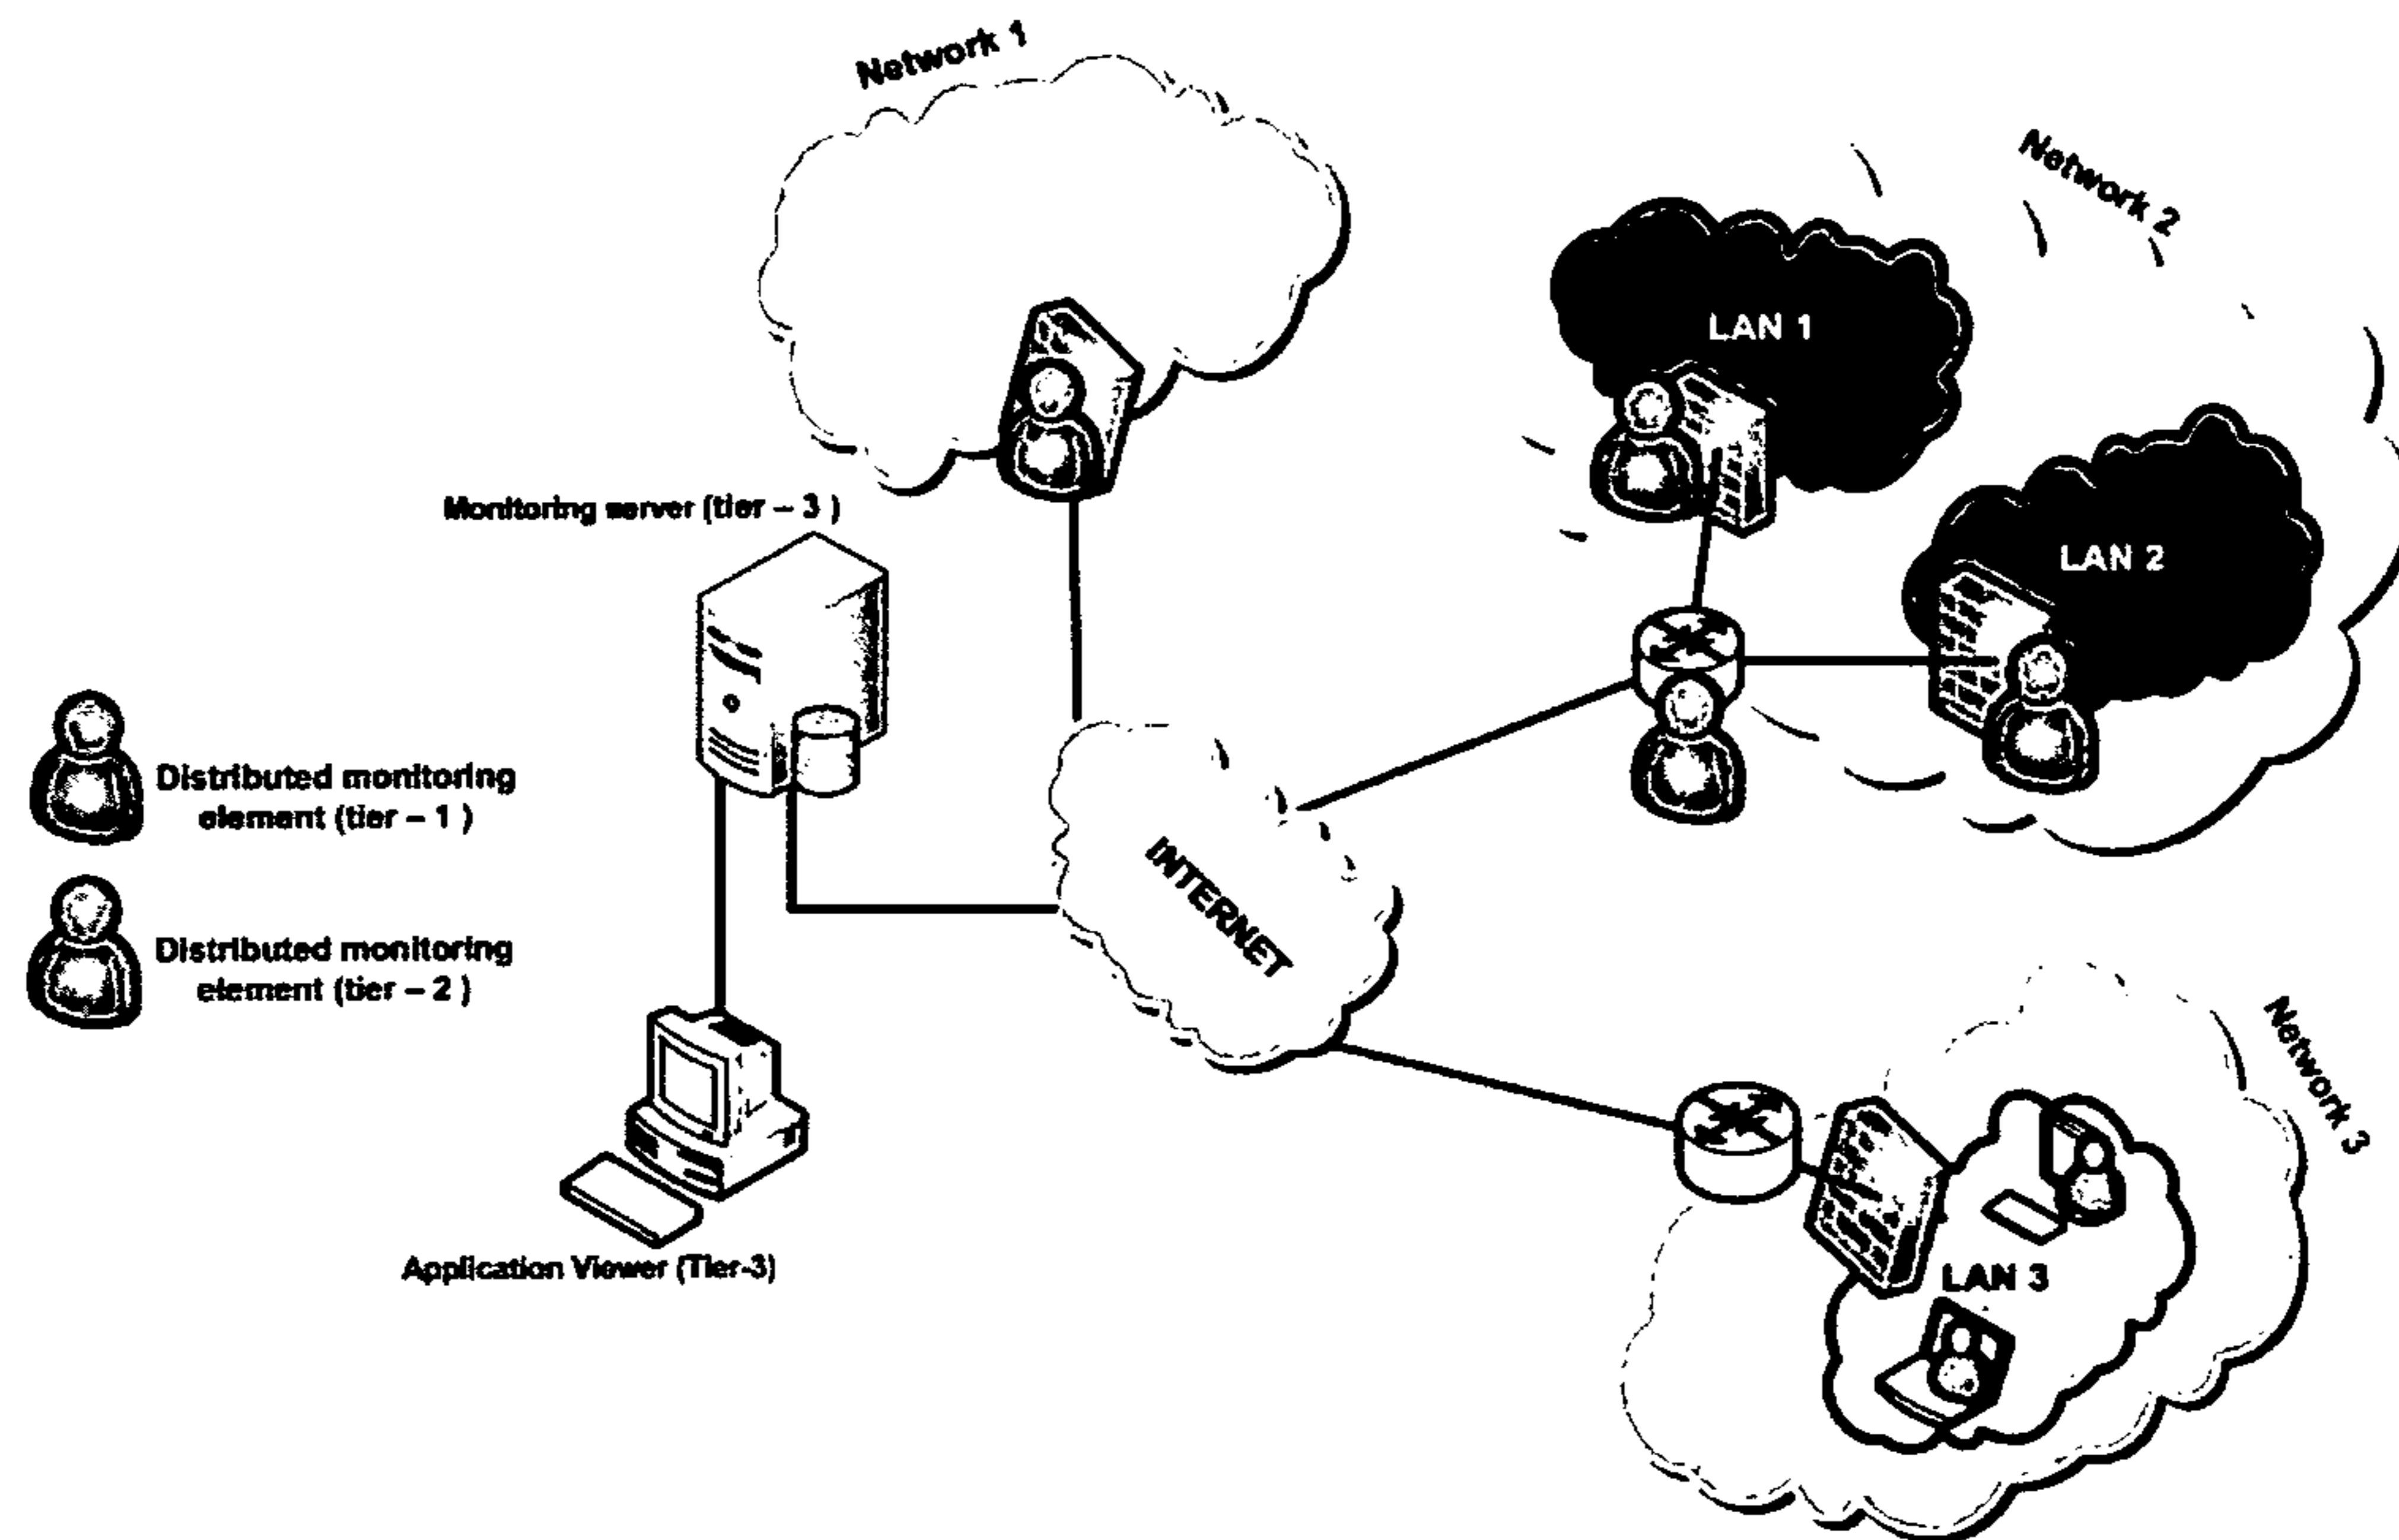 Network 1
Network 2
LAN 1
Monitoring server (tier – 3 )
LAN 2
Distributed monitoring
element (tier – 1 )
INTERNET
Distributed monitoring
element (tier – 2 )
Network 3
LAN 3
Application Viewer (Tier-3)